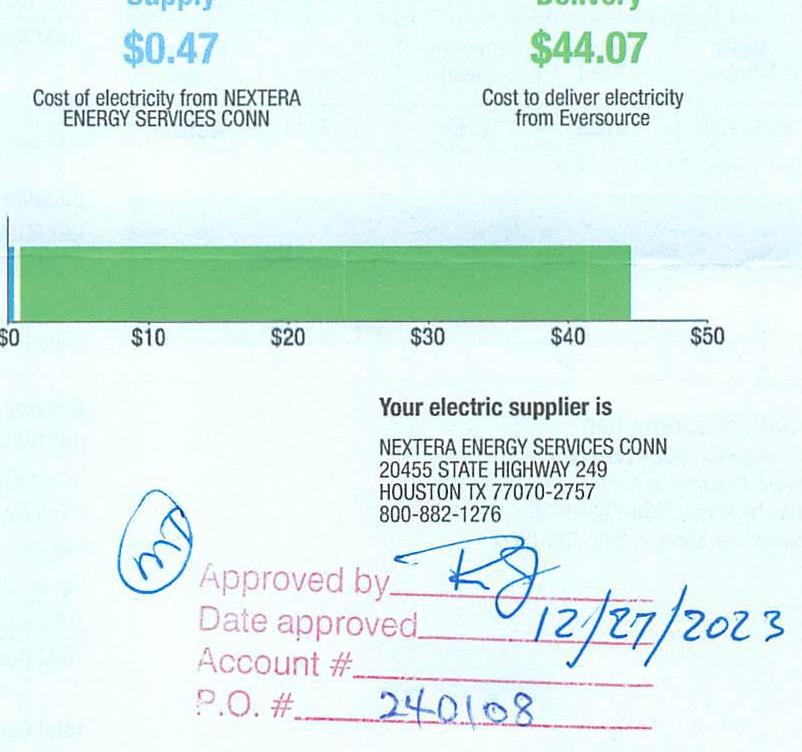 Supply
Delivery
$0.47
$44.07
Cost of electricity from NEXTERA
ENERGY SERVICES CONN
Cost to deliver electricity
from Eversource
$0 $10 $20 $30 $40 $50
Your electric supplier is
NEXTERA ENERGY SERVICES CONN
20455 STATE HIGHWAY 249
HOUSTON TX 77070-2757
800-882-1276
MT
Approved by
Date approved 12/27/2023
Account #
P.O. # 240108